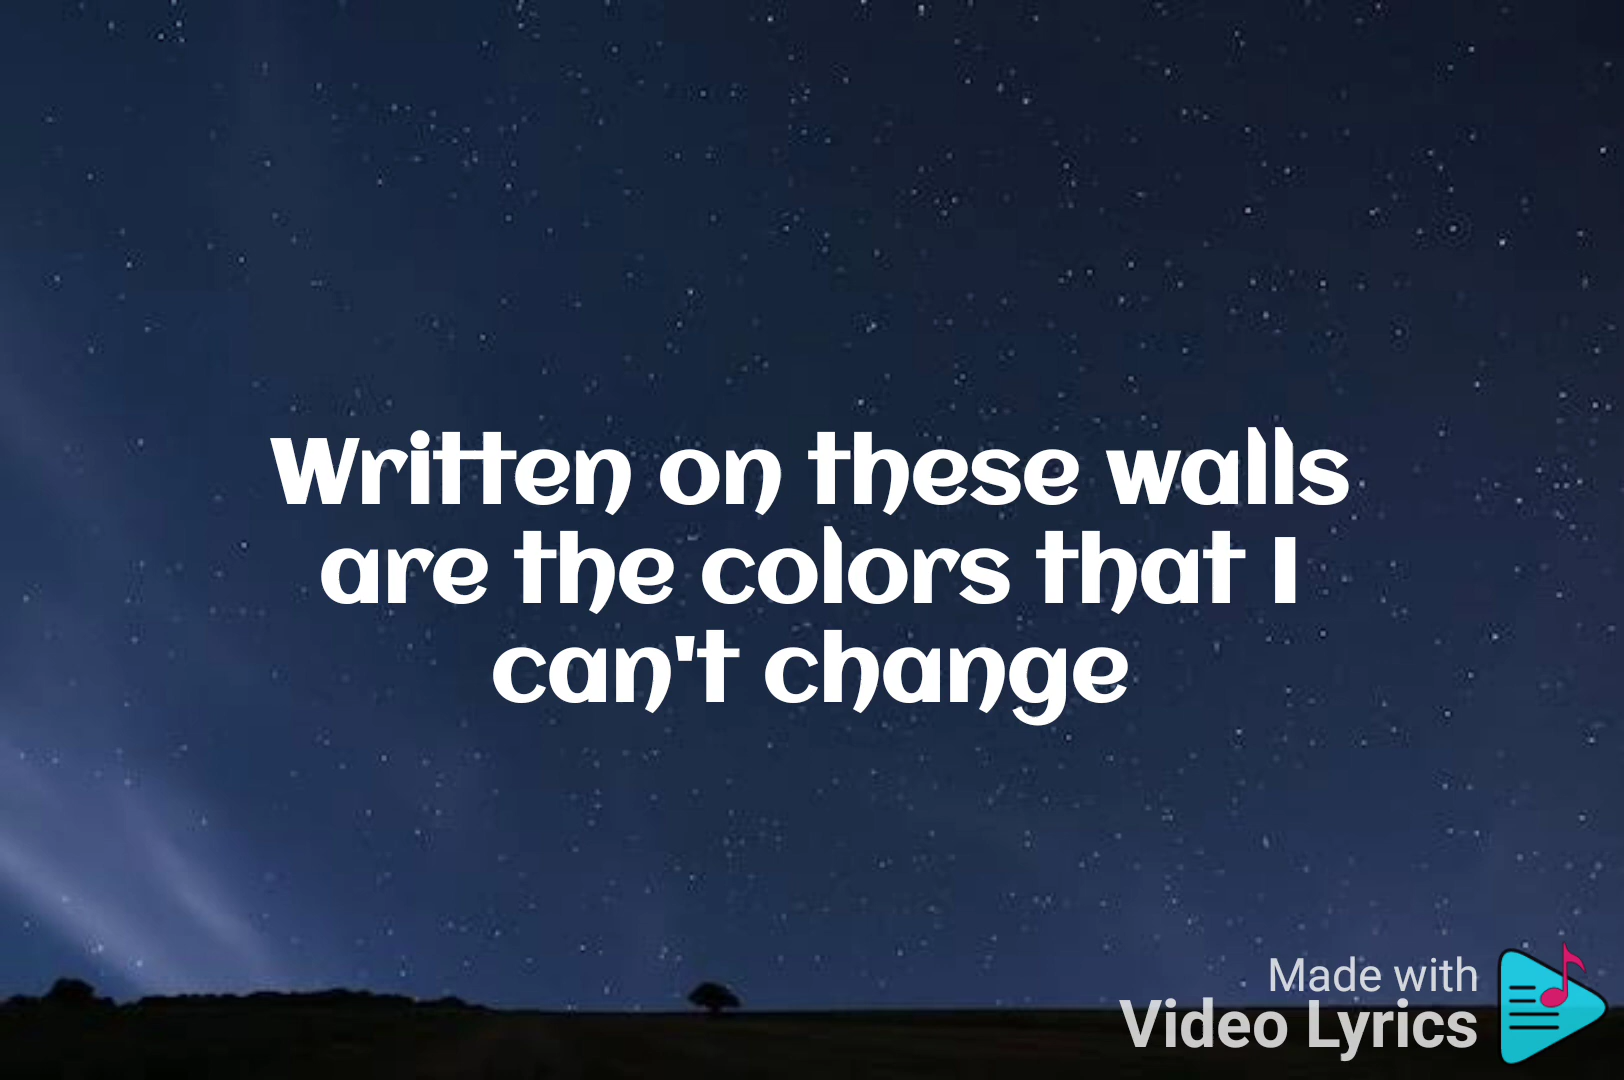 Written on these walls
are the colors that I
can't change
Made with
Video Lyrics